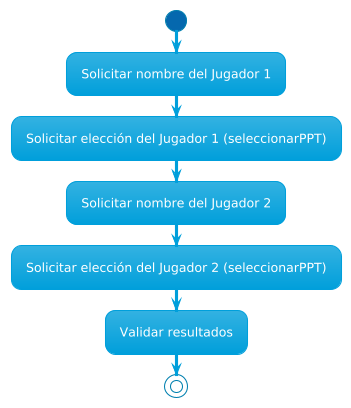 Solicitar nombre del Jugador 1
Solicitar elección del Jugador 1 (seleccionarPPT)
Solicitar nombre del Jugador 2
Solicitar elección del Jugador 2 (seleccionarPPT)
Validar resultados